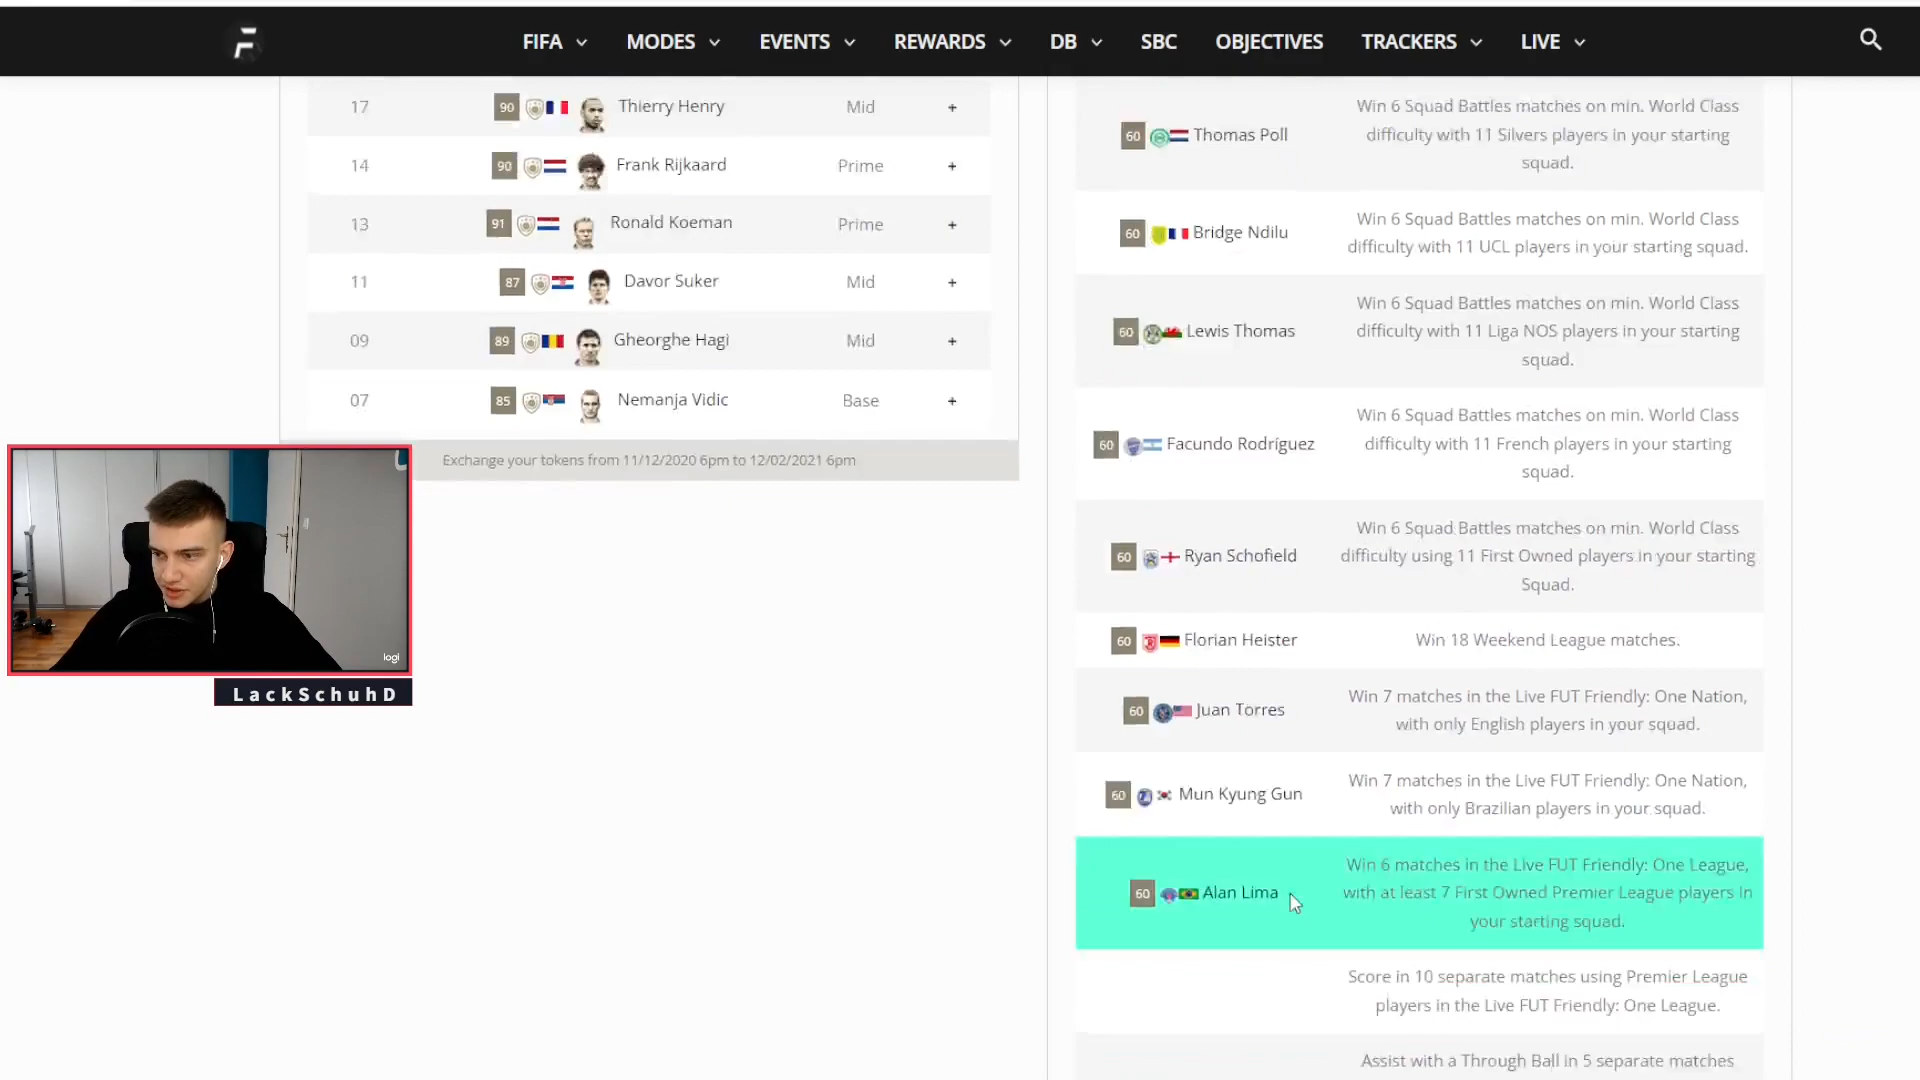 FIFA MODES EVENTS REWARDS DB SBC OBJECTIVES TRACKERS LIVE
17 90 Thierry Henry Mid +
14 90 Frank Rijkaard Prime +
13 91 Ronald Koeman Prime +
11 87 Davor Suker Mid +
09 89 Gheorghe Hagi Mid +
07 85 Nemanja Vidic Base +
Exchange your tokens from 11/12/2020 6pm to 12/02/2021 6pm
logi
LackSchuhD
Win 6 Squad Battles matches on min. World Class
60 Thomas Poll difficulty with 11 Silvers players in your starting
squad.
Win 6 Squad Battles matches on min. World Class
60 Bridge Ndilu difficulty with 11 UCL players in your starting squad.
Win 6 Squad Battles matches on min. World Class
60 Lewis Thomas difficulty with 11 Liga NOS players in your starting
squad.
Win 6 Squad Battles matches on min. World Class
60 Facundo Rodríguez difficulty with 11 French players in your starting
squad.
Win 6 Squad Battles matches on min. World Class
60 Ryan Schofield difficulty using 11 First Owned players in your starting
Squad.
60 Florian Heister Win 18 Weekend League matches.
Win 7 matches in the Live FUT Friendly: One Nation,
60 Juan Torres with only English players in your squad.
Win 7 matches in the Live FUT Friendly: One Nation,
60 Mun Kyung Gun with only Brazilian players in your squad.
Win 6 matches in the Live FUT Friendly: One League,
60 Alan Lima with at least 7 First Owned Premier League players in
your starting squad.
Score in 10 separate matches using Premier League
players in the Live FUT Friendly: One League.
Assist with a Through Ball in 5 separate matches